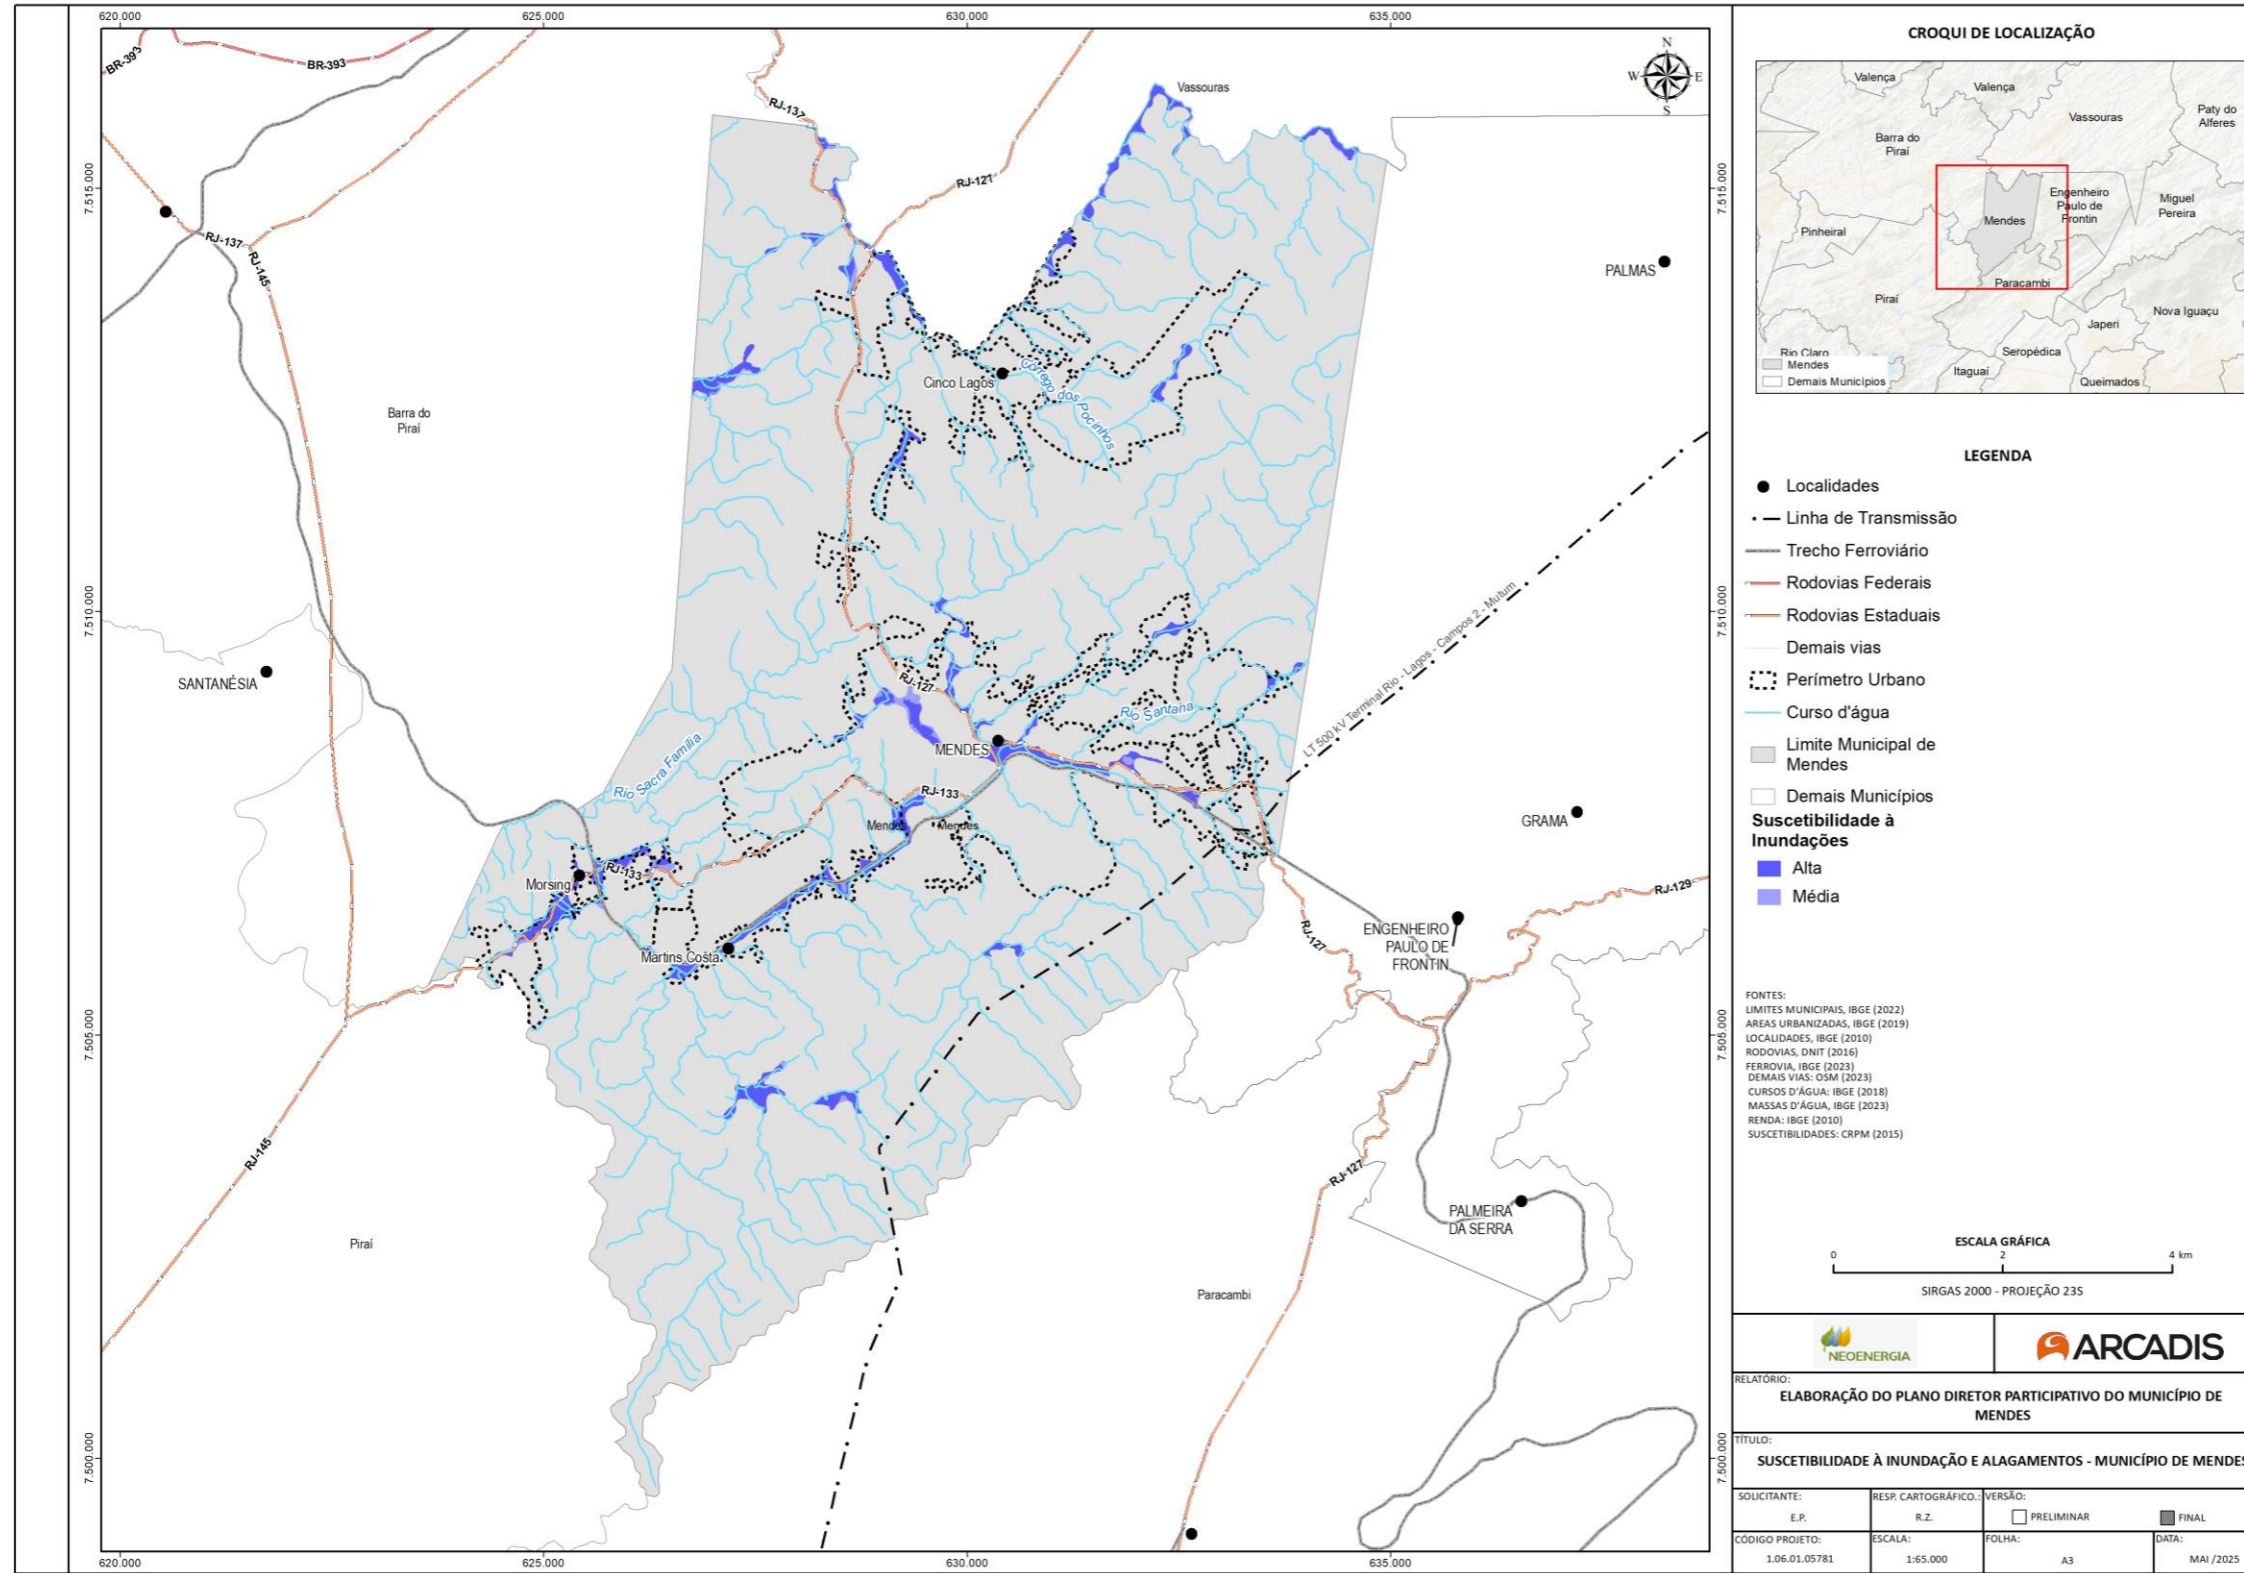 620.000
625.000
630.000
635.000
7.515.000
7.510.000
7.505.000
7.500.000
7.515.000
7.510.000
7.505.000
7.500.000
620.000
625.000
630.000
635.000
N
W
E
S
BR-393
BR-393
RJ-137
RJ-127
Vassouras
RJ-137
RJ-145
PALMAS
Cinco Lagos
Córrego dos Pocinhos
Barra do
Piraí
SANTANÉSIA
LT 500 kV Terminal Rio - Lagos - Campos 2 - Mutum
RJ-127
Rio Santana
MENDES
Rio Sacra Família
RJ-133
Mendes
Mendes
GRAMA
Morsing
RJ-133
RJ-129
ENGENHEIRO
PAULO DE
FRONTIN
RJ-127
Martins Costa
RJ-145
RJ-127
PALMEIRA
DA SERRA
Piraí
Paracambi
CROQUI DE LOCALIZAÇÃO
Valença
Valença
Vassouras
Paty do
Alferes
Barra do
Piraí
Engenheiro
Paulo de
Frontin
Miguel
Pereira
Mendes
Pinheiral
Paracambi
Piraí
Nova Iguaçu
Japeri
Seropédica
Rio Claro
Itaguaí
Queimados
Mendes
Demais Municípios
LEGENDA
Localidades
Linha de Transmissão
Trecho Ferroviário
Rodovias Federais
Rodovias Estaduais
Demais vias
Perímetro Urbano
Curso d'água
Limite Municipal de
Mendes
Demais Municípios
Suscetibilidade à
Inundações
Alta
Média
FONTES:
LIMITES MUNICIPAIS, IBGE (2022)
AREAS URBANIZADAS, IBGE (2019)
LOCALIDADES, IBGE (2010)
RODOVIAS, DNIT (2016)
FERROVIA, IBGE (2023)
DEMAIS VIAS: OSM (2023)
CURSOS D'ÁGUA: IBGE (2018)
MASSAS D'ÁGUA, IBGE (2023)
RENDA: IBGE (2010)
SUSCETIBILIDADES: CRPM (2015)
ESCALA GRÁFICA
0 2 4 km
SIRGAS 2000 - PROJEÇÃO 23S
NEOENERGIA
ARCADIS
RELATÓRIO:
ELABORAÇÃO DO PLANO DIRETOR PARTICIPATIVO DO MUNICÍPIO DE
MENDES
TÍTULO:
SUSCETIBILIDADE À INUNDAÇÃO E ALAGAMENTOS - MUNICÍPIO DE MENDES
SOLICITANTE:
E.P.
RESP. CARTOGRÁFICO.:
R.Z.
VERSÃO:
PRELIMINAR
FINAL
CÓDIGO PROJETO:
1.06.01.05781
ESCALA:
1:65.000
FOLHA:
A3
DATA:
MAI /2025